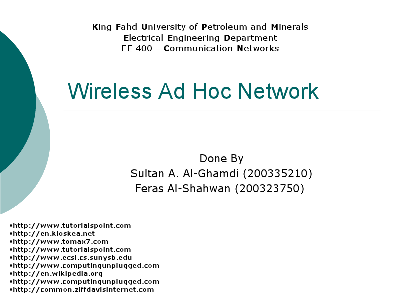 King Fahd University of Petroleum and Minerals
Electrical Engineering Department
EE 400 Communication Networks
Wireless Ad Hoc Network
Done By
Sultan A. Al-Ghamdi (200335210)
Feras Al-Shahwan (200323750)
•http://www.tutorialspoint.com
•http://en.kioskea.net
•http://www.tomax7.com
•http://www.tutorialspoint.com
•http://www.ecsl.cs.sunysb.edu
•http://www.computingunplugged.com
•http://en.wikipedia.org
•http://www.computingunplugged.com
•http://common.ziffdavisinternet.com